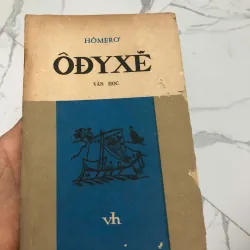 HÔMERƠ
ÔĐYXÊ
VĂN HỌC
vh